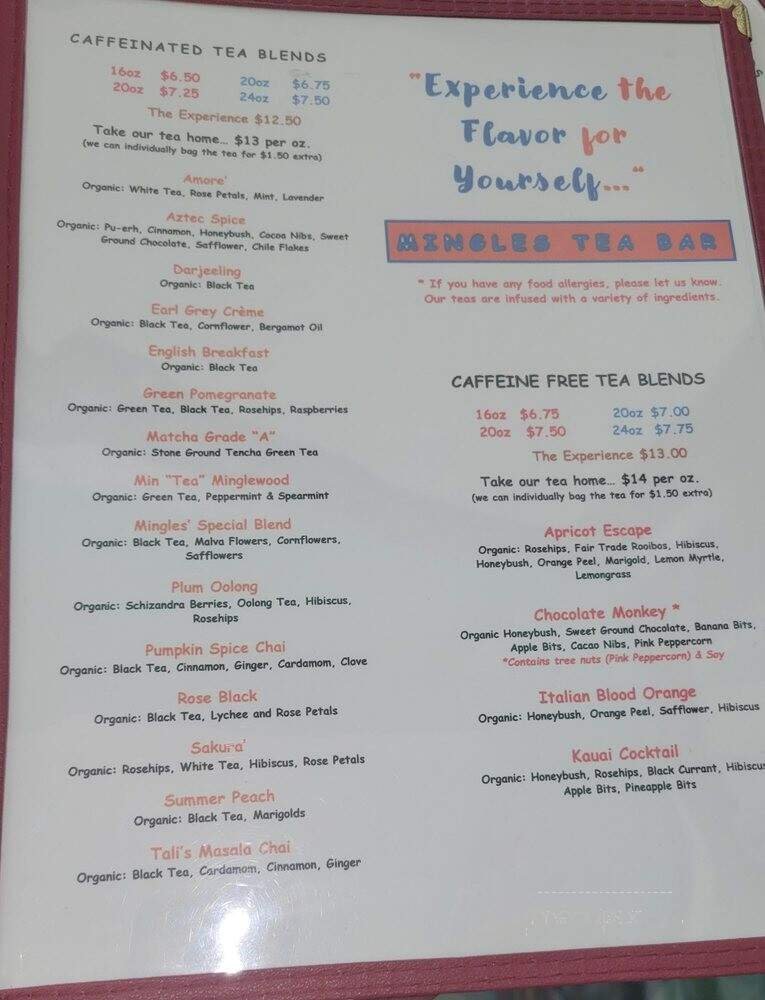 CAFFEINATED TEA BLENDS
16oz $6.50 20oz $6.75
20oz $7.25 24oz $7.50
The Experience $12.50
Take our tea home... $13 per oz.
(we can individually bag the tea for $1.50 extra)
Amore'
Organic: White Tea, Rose Petals, Mint, Lavender
Aztec Spice
Organic: Pu-erh, Cinnamon, Honeybush, Cocoa Nibs, Sweet
Ground Chocolate, Safflower, Chile Flakes
Darjeeling
Organic: Black Tea
Earl Grey Crème
Organic: Black Tea, Cornflower, Bergamot Oil
English Breakfast
Organic: Black Tea
Green Pomegranate
Organic: Green Tea, Black Tea, Rosehips, Raspberries
Matcha Grade "A"
Organic: Stone Ground Tencha Green Tea
Min "Tea" Minglewood
Organic: Green Tea, Peppermint & Spearmint
Mingles' Special Blend
Organic: Black Tea, Malva Flowers, Cornflowers,
Safflowers
Plum Oolong
Organic: Schizandra Berries, Oolong Tea, Hibiscus,
Rosehips
Pumpkin Spice Chai
Organic: Black Tea, Cinnamon, Ginger, Cardamom, Clove
Rose Black
Organic: Black Tea, Lychee and Rose Petals
Sakura'
Organic: Rosehips, White Tea, Hibiscus, Rose Petals
Summer Peach
Organic: Black Tea, Marigolds
Tali's Masala Chai
Organic: Black Tea, Cardamom, Cinnamon, Ginger
"Experience the
Flavor for
Yourself..."
MINGLES TEA BAR
* If you have any food allergies, please let us know.
Our teas are infused with a variety of ingredients.
CAFFEINE FREE TEA BLENDS
16oz $6.75 20oz $7.00
20oz $7.50 24oz $7.75
The Experience $13.00
Take our tea home... $14 per oz.
(we can individually bag the tea for $1.50 extra)
Apricot Escape
Organic: Rosehips, Fair Trade Rooibos, Hibiscus,
Honeybush, Orange Peel, Marigold, Lemon Myrtle,
Lemongrass
Chocolate Monkey *
Organic Honeybush, Sweet Ground Chocolate, Banana Bits,
Apple Bits, Cacao Nibs, Pink Peppercorn
*Contains tree nuts (Pink Peppercorn) & Soy
Italian Blood Orange
Organic: Honeybush, Orange Peel, Safflower, Hibiscus
Kauai Cocktail
Organic: Honeybush, Rosehips, Black Currant, Hibiscus
Apple Bits, Pineapple Bits